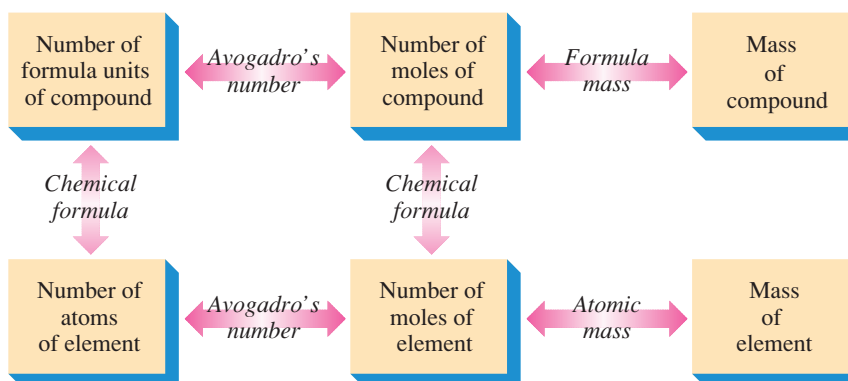 Number of
formula units
of compound
Avogadro's
number
Number of
moles of
compound
Formula
mass
Mass
of
compound
Chemical
formula
Chemical
formula
Number of
atoms
of element
Avogadro's
number
Number of
moles of
element
Atomic
mass
Mass
of
element